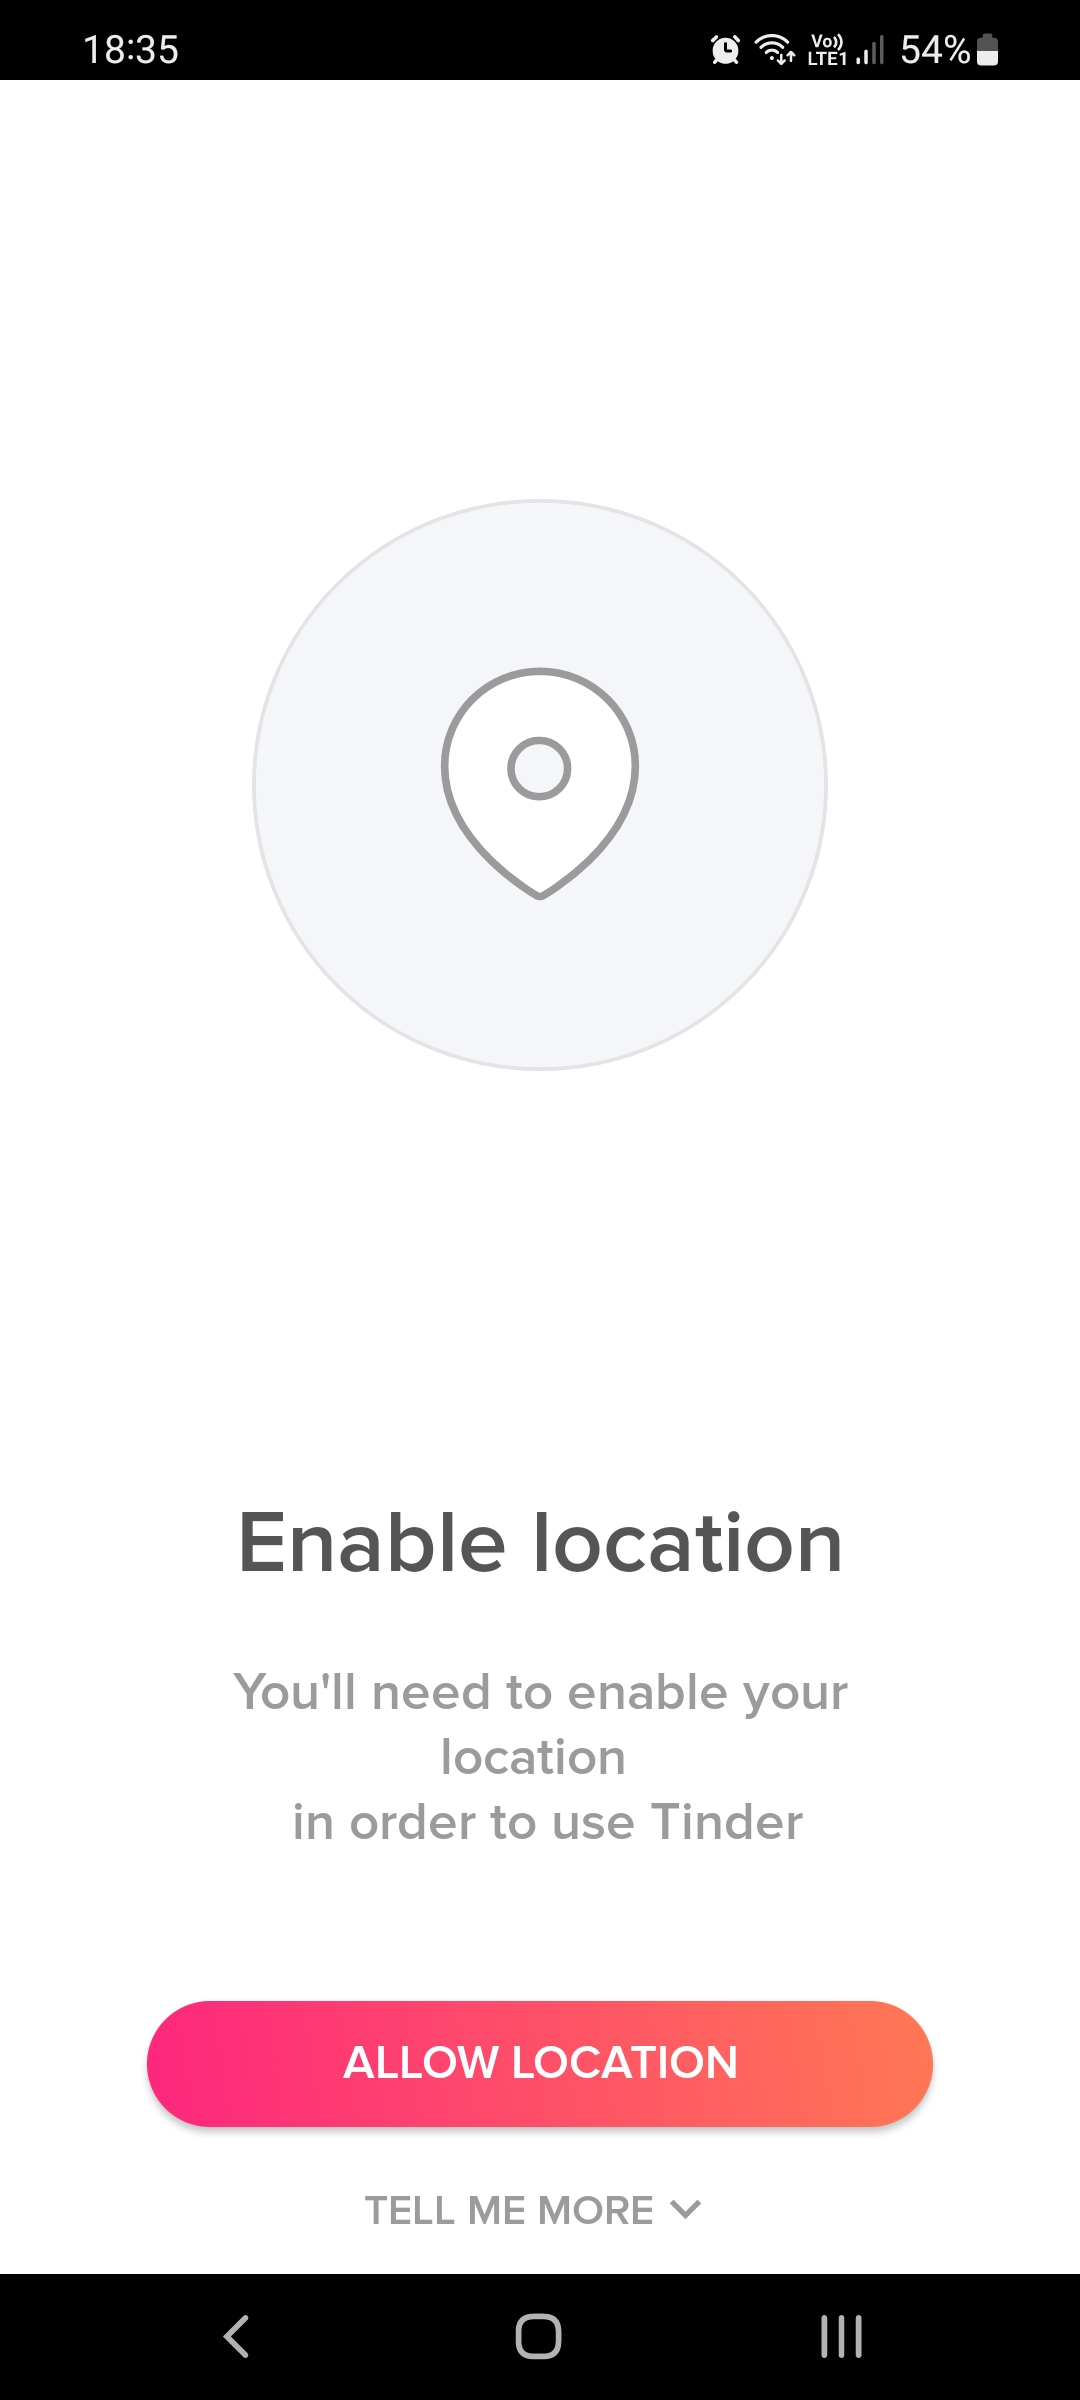 18:35
Vo)) LTE1 54%
Enable location
You'll need to enable your
location
in order to use Tinder
ALLOW LOCATION
TELL ME MORE